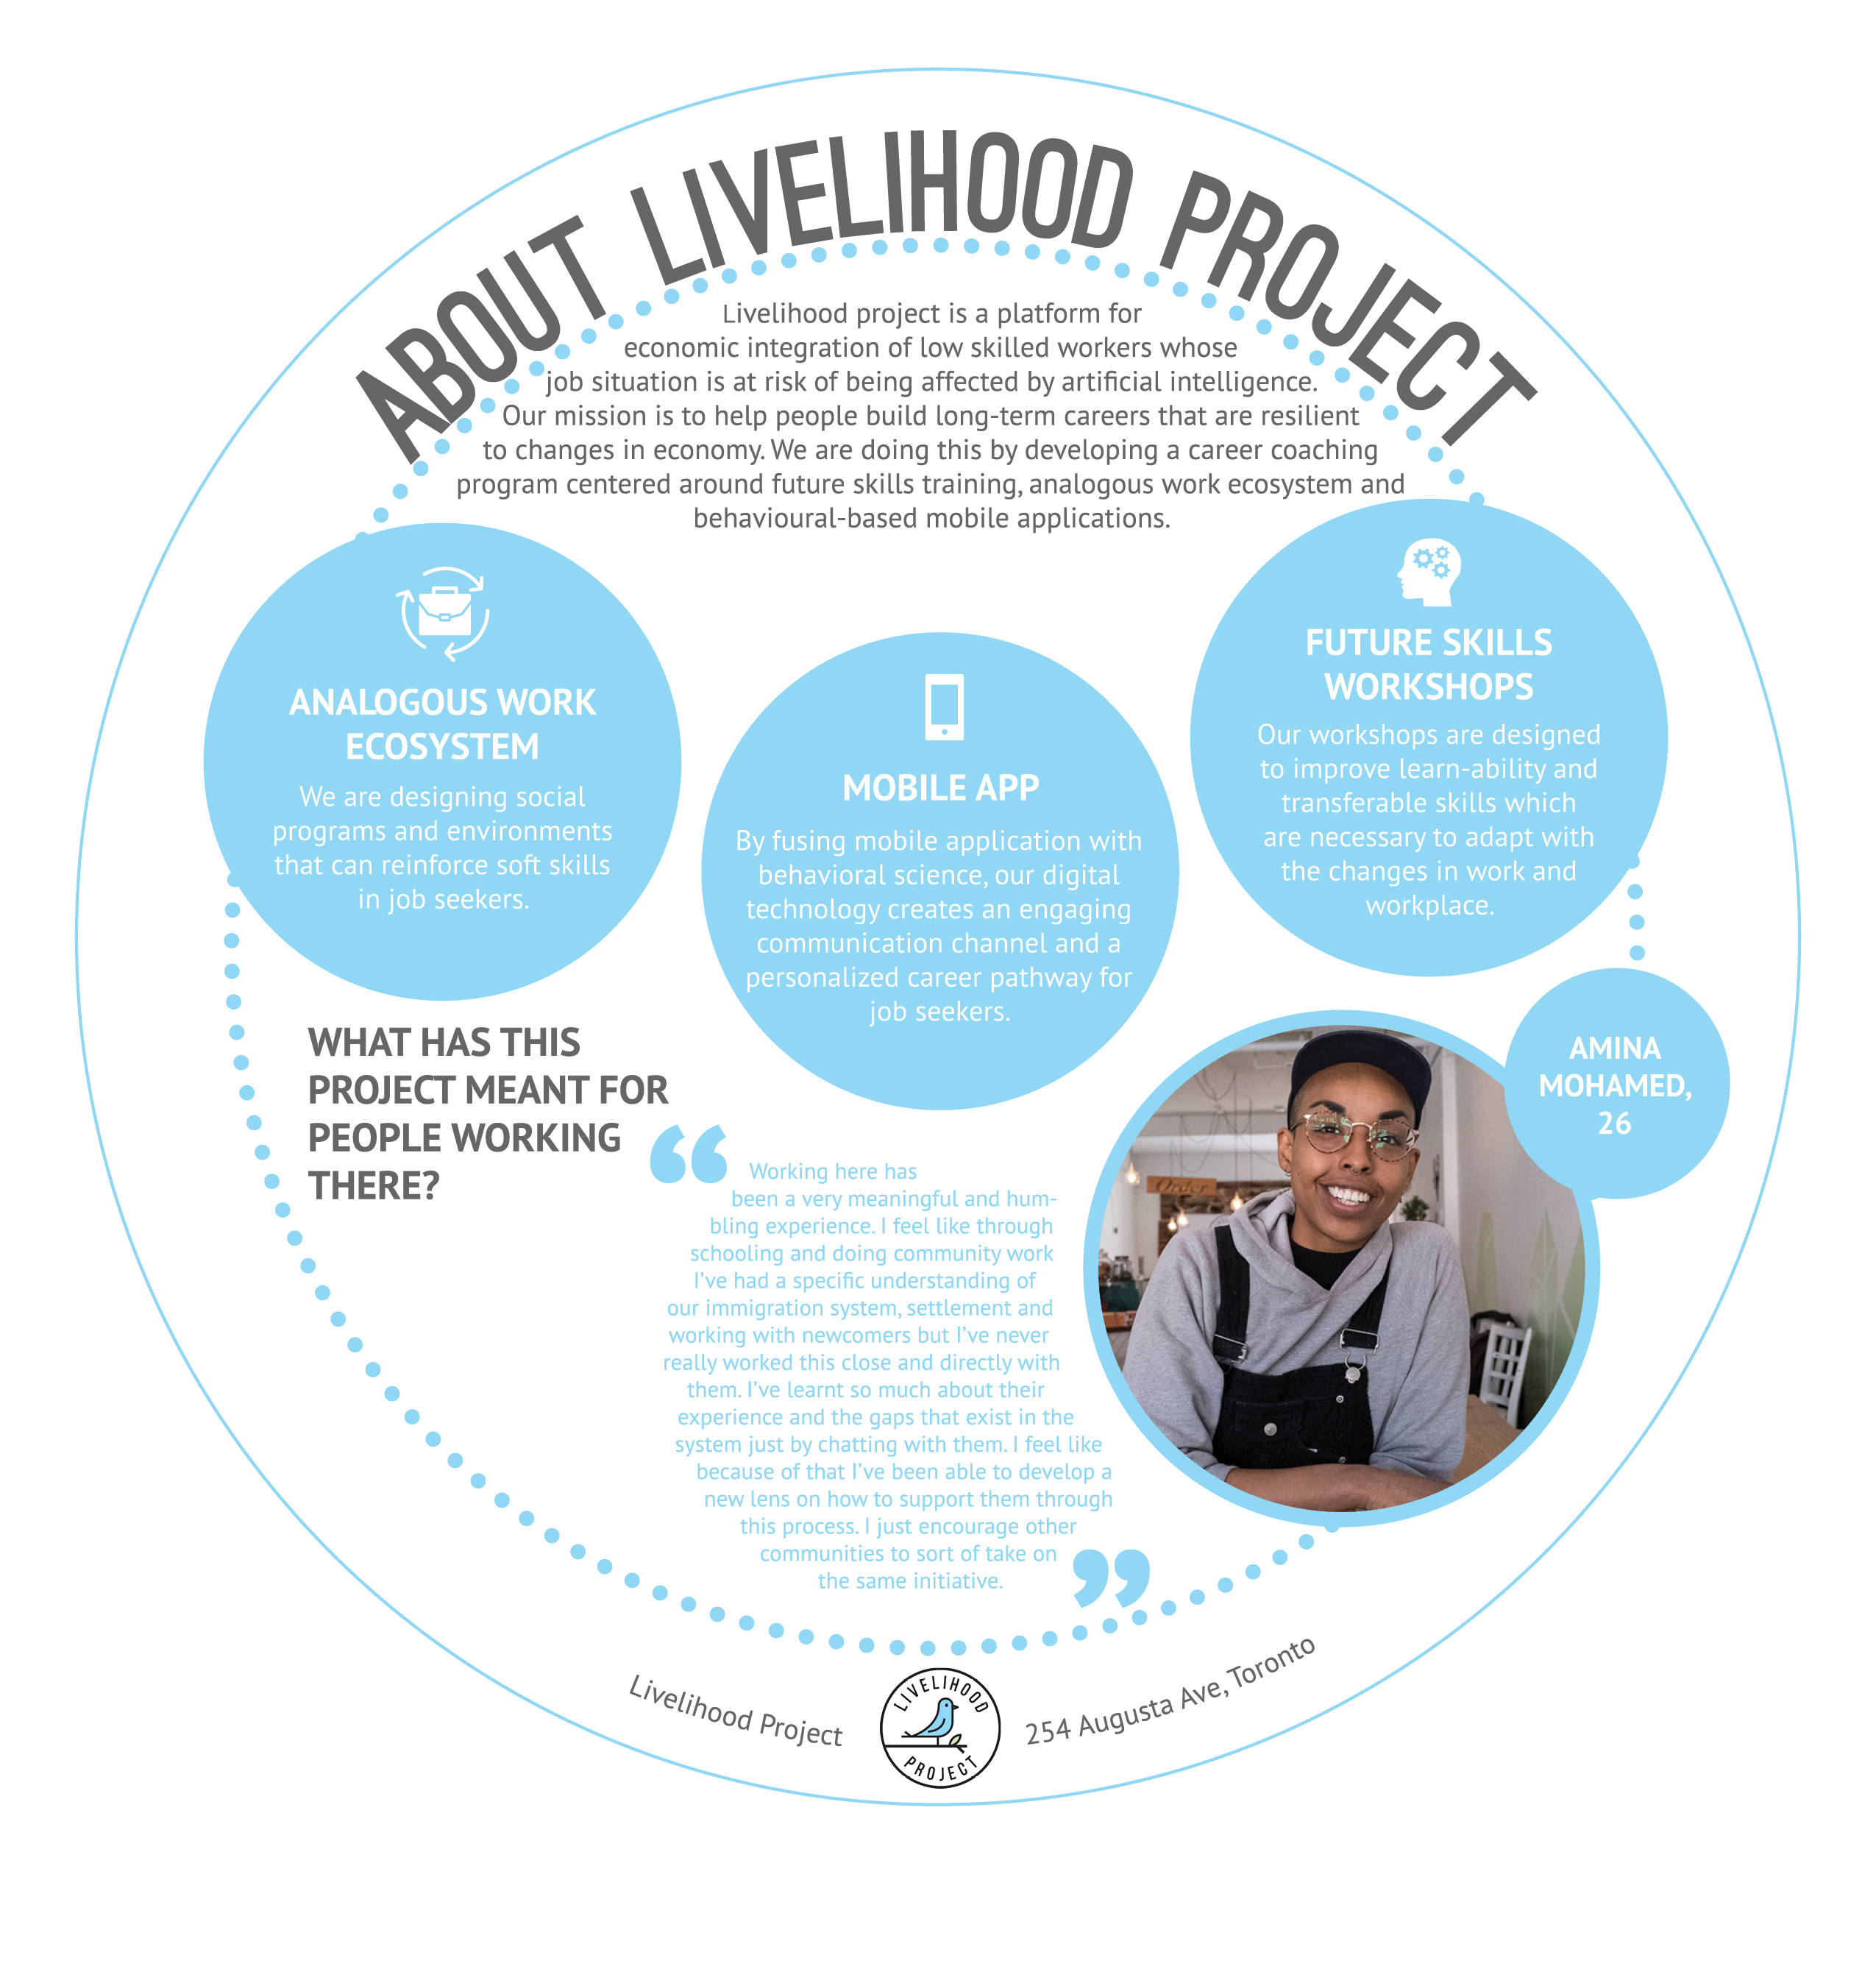 ABOUT LIVELIHOOD PROJECT
Livelihood project is a platform for
economic integration of low skilled workers whose
job situation is at risk of being affected by artificial intelligence.
Our mission is to help people build long-term careers that are resilient
to changes in economy. We are doing this by developing a career coaching
program centered around future skills training, analogous work ecosystem and
behavioural-based mobile applications.
ANALOGOUS WORK
ECOSYSTEM
We are designing social
programs and environments
that can reinforce soft skills
in job seekers.
MOBILE APP
By fusing mobile application with
behavioral science, our digital
technology creates an engaging
communication channel and a
personalized career pathway for
job seekers.
FUTURE SKILLS
WORKSHOPS
Our workshops are designed
to improve learn-ability and
transferable skills which
are necessary to adapt with
the changes in work and
workplace.
WHAT HAS THIS
PROJECT MEANT FOR
PEOPLE WORKING
THERE?
“ Working here has
been a very meaningful and hum-
bling experience. I feel like through
schooling and doing community work
I've had a specific understanding of
our immigration system, settlement and
working with newcomers but I've never
really worked this close and directly with
them. I've learnt so much about their
experience and the gaps that exist in the
system just by chatting with them. I feel like
because of that I've been able to develop a
new lens on how to support them through
this process. I just encourage other
communities to sort of take on
the same initiative. ”
AMINA
MOHAMED,
26
Order
Livelihood Project
LIVELIHOOD
PROJECT
254 Augusta Ave, Toronto